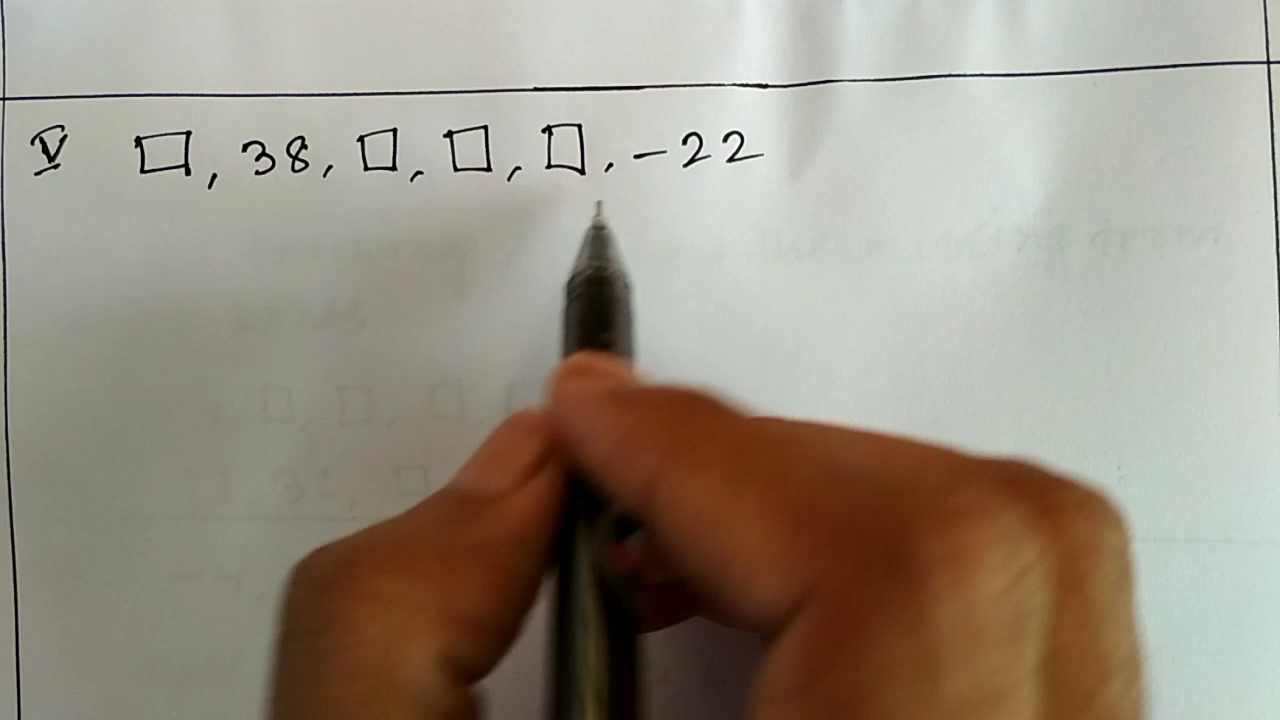 V □, 38, □, □, □, -22